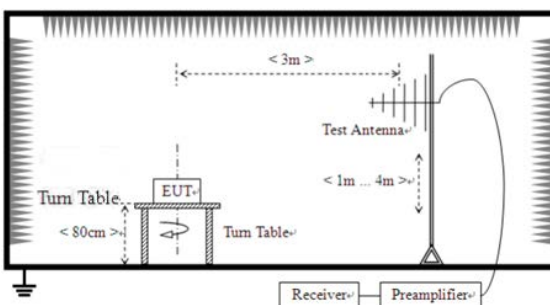 < 3m >
Test Antenna
< 1m ... 4m >
EUT
Turn Table
< 80cm >
Turn Table
Receiver
Preamplifier